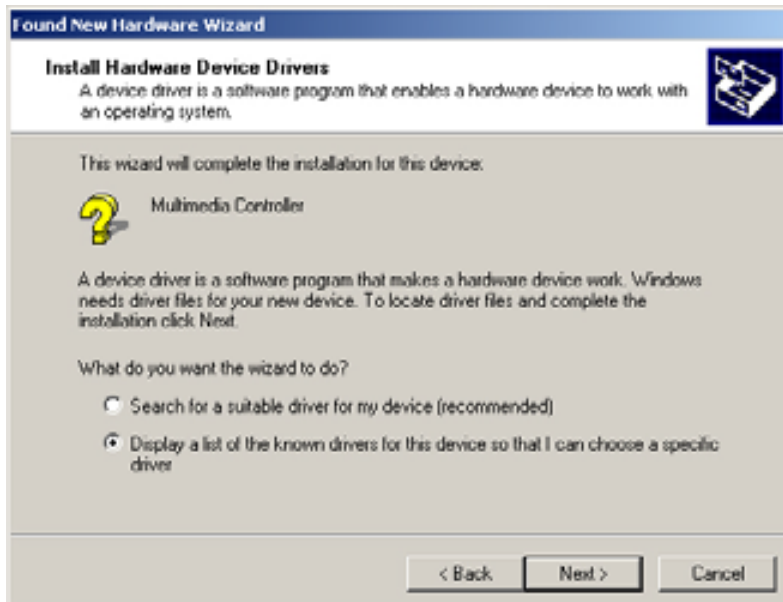 Found New Hardware Wizard
Install Hardware Device Drivers
A device driver is a software program that enables a hardware device to work with
an operating system.
This wizard will complete the installation for this device:
Multimedia Controller
A device driver is a software program that makes a hardware device work. Windows
needs driver files for your new device. To locate driver files and complete the
installation click Next.
What do you want the wizard to do?
Search for a suitable driver for my device (recommended)
Display a list of the known drivers for this device so that I can choose a specific
driver
< Back
Next >
Cancel